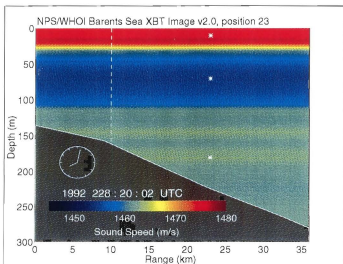 NPS/WHOI Barents Sea XBT Image v2.0, position 23
0
50
100
150
200
250
300
Depth (m)
1992 228 : 20 : 02 UTC
1450 1460 1470 1480
Sound Speed (m/s)
0 5 10 15 20 25 30 35
Range (km)